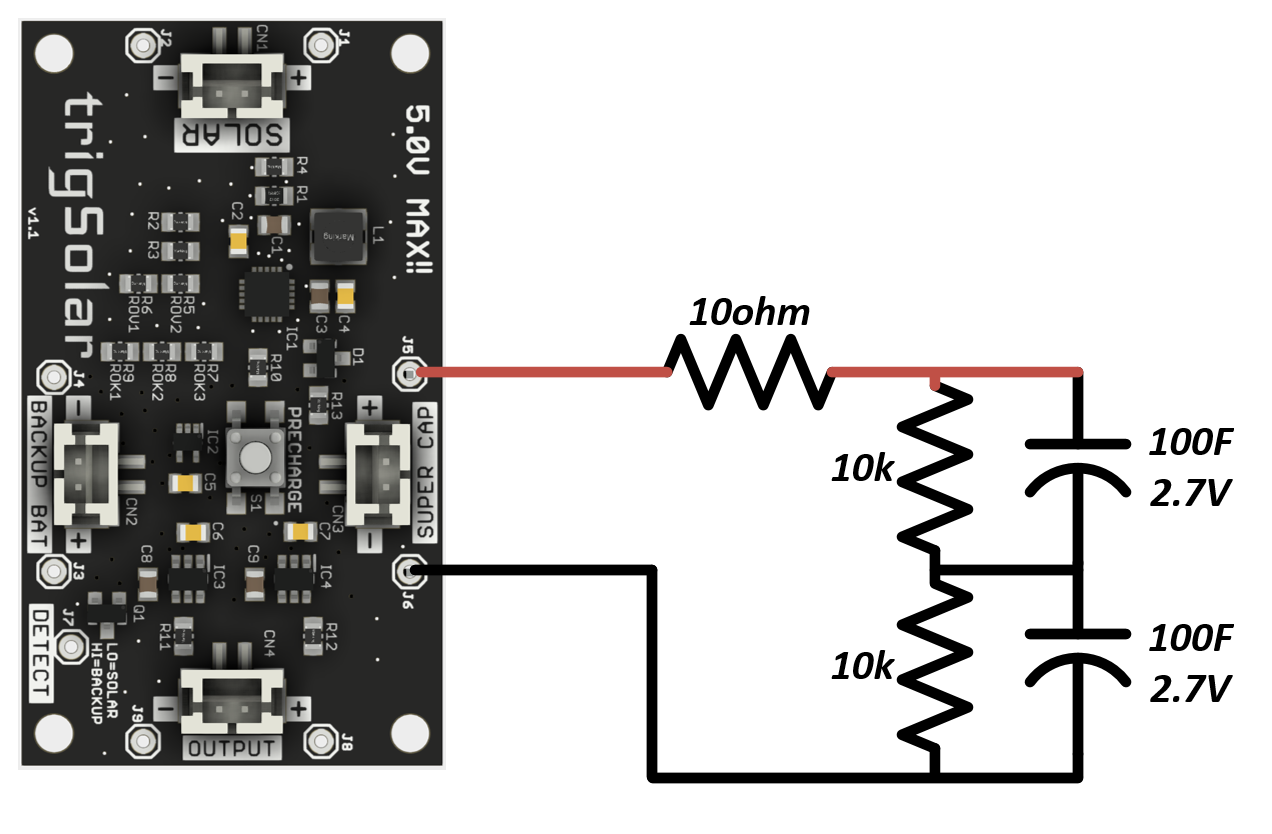 J2
J1
CN1
- +
SOLAR
trigSolar
v1.1
5.0V MAX!!
R4
R1
C2
C1
L1
R2
R3
R6
R5
ROV1
ROV2
IC1
C3
C4
R9
R8
R7
ROK1
ROK2
ROK3
R10
D1
R13
J5
J4
BACKUP BAT
- +
CN2
IC2
C5
PRECHARGE
S1
CN3
+ -
SUPER CAP
J3
J6
C6
C7
C8
IC3
C9
IC4
Q1
R11
R12
J7
DETECT
LO=SOLAR
HI=BACKUP
CN4
- +
OUTPUT
J9
J8
10ohm
10k
100F
2.7V
10k
100F
2.7V